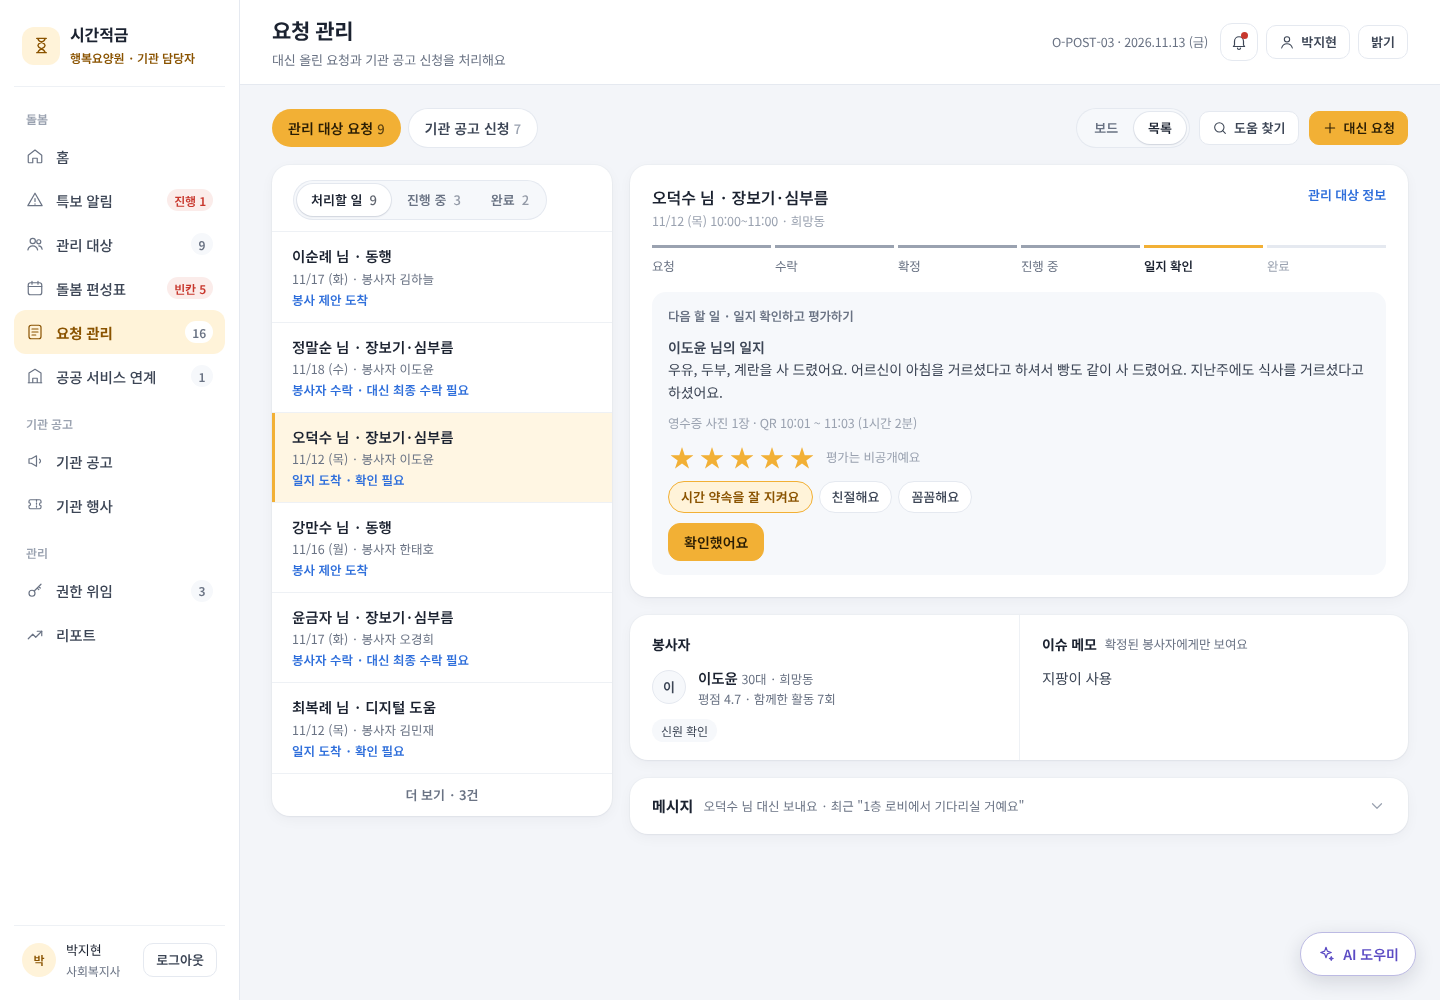 시간적금
행복요양원 · 기관 담당자
돌봄
홈
특보 알림 진행 1
관리 대상 9
돌봄 편성표 빈칸 5
요청 관리 16
공공 서비스 연계 1
기관 공고
기관 공고
기관 행사
관리
권한 위임 3
리포트
박
박지현
사회복지사
로그아웃
요청 관리
대신 올린 요청과 기관 공고 신청을 처리해요
O-POST-03 · 2026.11.13 (금)
박지현
밝기
관리 대상 요청 9
기관 공고 신청 7
보드
목록
도움 찾기
대신 요청
처리할 일 9
진행 중 3
완료 2
이순례 님 · 동행
11/17 (화) · 봉사자 김하늘
봉사 제안 도착
정말순 님 · 장보기·심부름
11/18 (수) · 봉사자 이도윤
봉사자 수락 · 대신 최종 수락 필요
오덕수 님 · 장보기·심부름
11/12 (목) · 봉사자 이도윤
일지 도착 · 확인 필요
강만수 님 · 동행
11/16 (월) · 봉사자 한태호
봉사 제안 도착
윤금자 님 · 장보기·심부름
11/17 (화) · 봉사자 오경희
봉사자 수락 · 대신 최종 수락 필요
최복례 님 · 디지털 도움
11/12 (목) · 봉사자 김민재
일지 도착 · 확인 필요
더 보기 · 3건
오덕수 님 · 장보기·심부름
관리 대상 정보
11/12 (목) 10:00~11:00 · 희망동
요청
수락
확정
진행 중
일지 확인
완료
다음 할 일 · 일지 확인하고 평가하기
이도윤 님의 일지
우유, 두부, 계란을 사 드렸어요. 어르신이 아침을 거르셨다고 하셔서 빵도 같이 사 드렸어요. 지난주에도 식사를 거르셨다고
하셨어요.
영수증 사진 1장 · QR 10:01 ~ 11:03 (1시간 2분)
평가는 비공개예요
시간 약속을 잘 지켜요
친절해요
꼼꼼해요
확인했어요
봉사자
이
이도윤 30대 · 희망동
평점 4.7 · 함께한 활동 7회
신원 확인
이슈 메모 확정된 봉사자에게만 보여요
지팡이 사용
메시지 오덕수 님 대신 보내요 · 최근 "1층 로비에서 기다리실 거예요"
AI 도우미